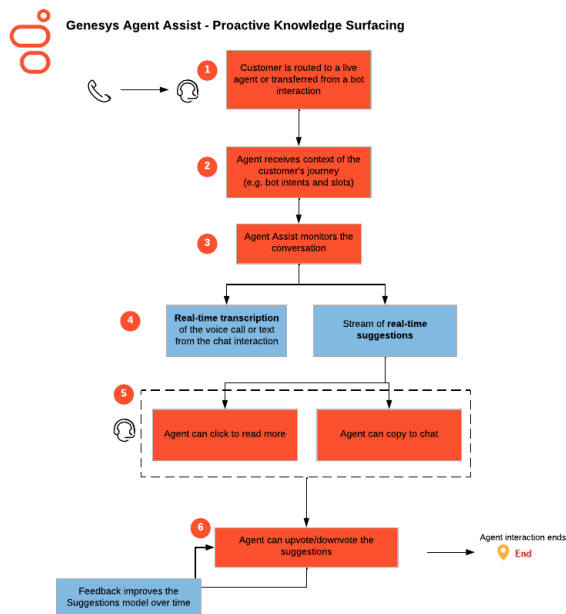 Genesys Agent Assist - Proactive Knowledge Surfacing
1
Customer is routed to a live
agent or transferred from a bot
interaction
2
Agent receives context of the
customer's journey
(e.g. bot intents and slots)
3
Agent Assist monitors the
conversation
4
Real-time transcription
of the voice call or text
from the chat interaction
Stream of real-time
suggestions
5
Agent can click to read more
Agent can copy to chat
6
Agent can upvote/downvote the
suggestions
Agent interaction ends
End
Feedback improves the
Suggestions model over time